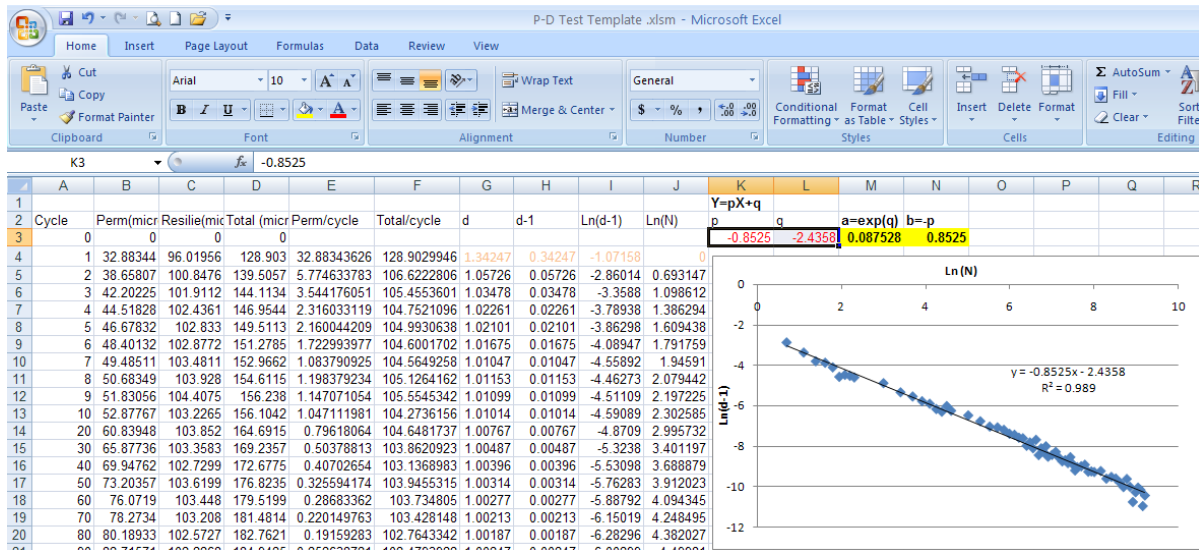 P-D Test Template .xlsm - Microsoft Excel
Home Insert Page Layout Formulas Data Review View
Cut Arial 10 A A Wrap Text General Σ AutoSum
Copy Fill
Paste Format Painter B I U A Merge & Center $ % , .0 .00 .00 .0 Conditional Formatting Format as Table Cell Styles Insert Delete Format Clear Sort Filte
Clipboard Font Alignment Number Styles Cells Editing
K3 fx -0.8525
A B C D E F G H I J K L M N O P Q R
1 Y=pX+q
2 Cycle Perm(micr Resilie(mic Total (micr Perm/cycle Total/cycle d d-1 Ln(d-1) Ln(N) p q a=exp(q) b=-p
3 0 0 0 0 -0.8525 -2.4358 0.087528 0.8525
4 1 32.88344 96.01956 128.903 32.88343626 128.9029946 1.34247 0.34247 -1.07158 0
5 2 38.65807 100.8476 139.5057 5.774633783 106.6222806 1.05726 0.05726 -2.86014 0.693147
6 3 42.20225 101.9112 144.1134 3.544176051 105.4553601 1.03478 0.03478 -3.3588 1.098612
7 4 44.51828 102.4361 146.9544 2.316033119 104.7521096 1.02261 0.02261 -3.78938 1.386294
8 5 46.67832 102.833 149.5113 2.160044209 104.9930638 1.02101 0.02101 -3.86298 1.609438
9 6 48.40132 102.8772 151.2785 1.722993977 104.6001702 1.01675 0.01675 -4.08947 1.791759
10 7 49.48511 103.4811 152.9662 1.083790925 104.5649258 1.01047 0.01047 -4.55892 1.94591
11 8 50.68349 103.928 154.6115 1.198379234 105.1264162 1.01153 0.01153 -4.46273 2.079442
12 9 51.83056 104.4075 156.238 1.147071054 105.5545342 1.01099 0.01099 -4.51109 2.197225
13 10 52.87767 103.2265 156.1042 1.047111981 104.2736156 1.01014 0.01014 -4.59089 2.302585
14 20 60.83948 103.852 164.6915 0.79618064 104.6481737 1.00767 0.00767 -4.8709 2.995732
15 30 65.87736 103.3583 169.2357 0.50378813 103.8620923 1.00487 0.00487 -5.3238 3.401197
16 40 69.94762 102.7299 172.6775 0.40702654 103.1368983 1.00396 0.00396 -5.53098 3.688879
17 50 73.20357 103.6199 176.8235 0.325594174 103.9455315 1.00314 0.00314 -5.76283 3.912023
18 60 76.0719 103.448 179.5199 0.28683362 103.734805 1.00277 0.00277 -5.88792 4.094345
19 70 78.2734 103.208 181.4814 0.220149763 103.428148 1.00213 0.00213 -6.15019 4.248495
20 80 80.18933 102.5727 182.7621 0.19159283 102.7643342 1.00187 0.00187 -6.28296 4.382027
Ln (N)
0 2 4 6 8 10
0
-2
-4
-6
-8
-10
-12
Ln(d-1)
y = -0.8525x - 2.4358
R² = 0.989